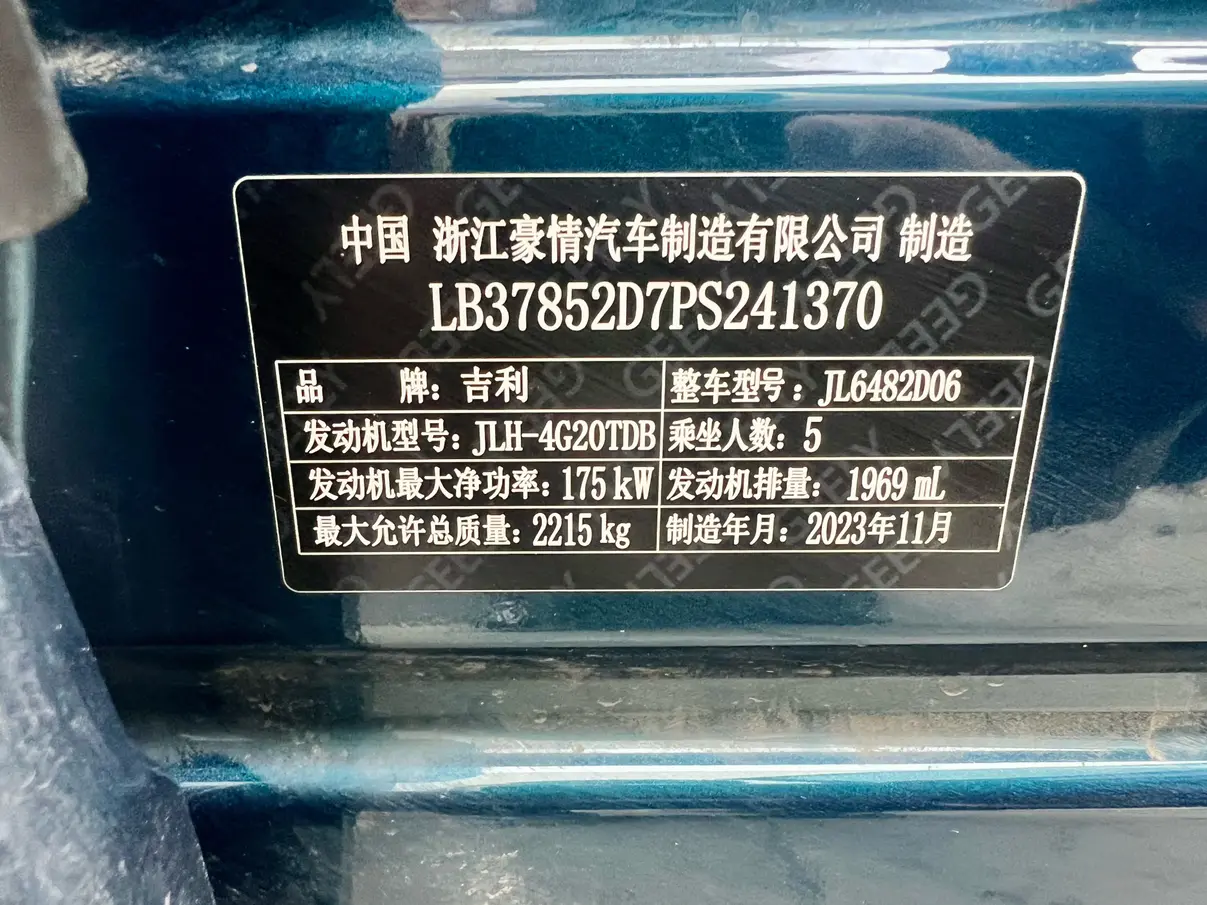 中国 浙江豪情汽车制造有限公司 制造
LB37852D7PS241370
品 牌：吉利 整车型号：JL6482D06
发动机型号：JLH-4G20TDB 乘坐人数：5
发动机最大净功率：175 kW 发动机排量：1969 mL
最大允许总质量：2215 kg 制造年月：2023年11月
GEELY